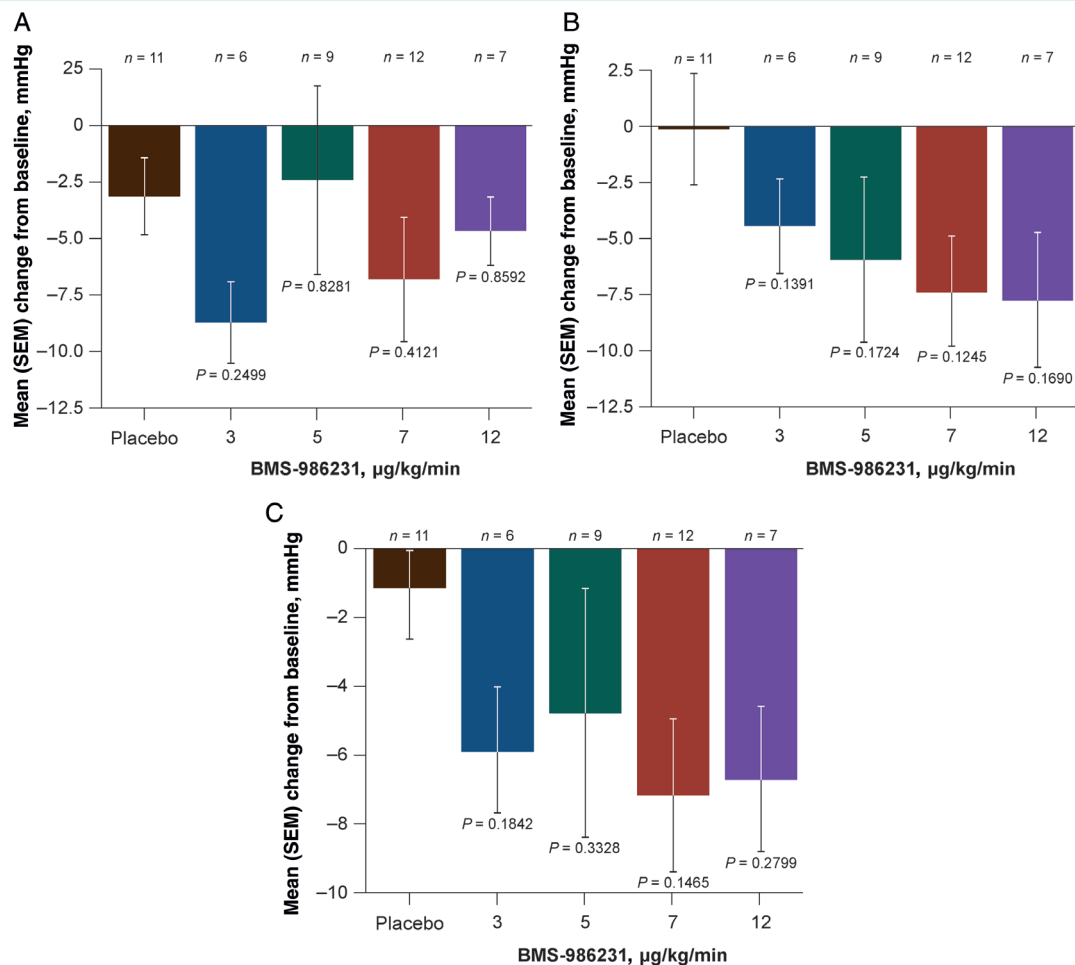 A
Mean (SEM) change from baseline, mmHg
n = 11 n = 6 n = 9 n = 12 n = 7
25
0
−2.5
−5.0
−7.5
−10.0
−12.5
P = 0.2499
P = 0.8281
P = 0.4121
P = 0.8592
Placebo 3 5 7 12
BMS-986231, µg/kg/min
B
Mean (SEM) change from baseline, mmHg
n = 11 n = 6 n = 9 n = 12 n = 7
2.5
0
−2.5
−5.0
−7.5
−10.0
−12.5
P = 0.1391
P = 0.1724
P = 0.1245
P = 0.1690
Placebo 3 5 7 12
BMS-986231, µg/kg/min
C
Mean (SEM) change from baseline, mmHg
n = 11 n = 6 n = 9 n = 12 n = 7
0
−2
−4
−6
−8
−10
P = 0.1842
P = 0.3328
P = 0.1465
P = 0.2799
Placebo 3 5 7 12
BMS-986231, µg/kg/min